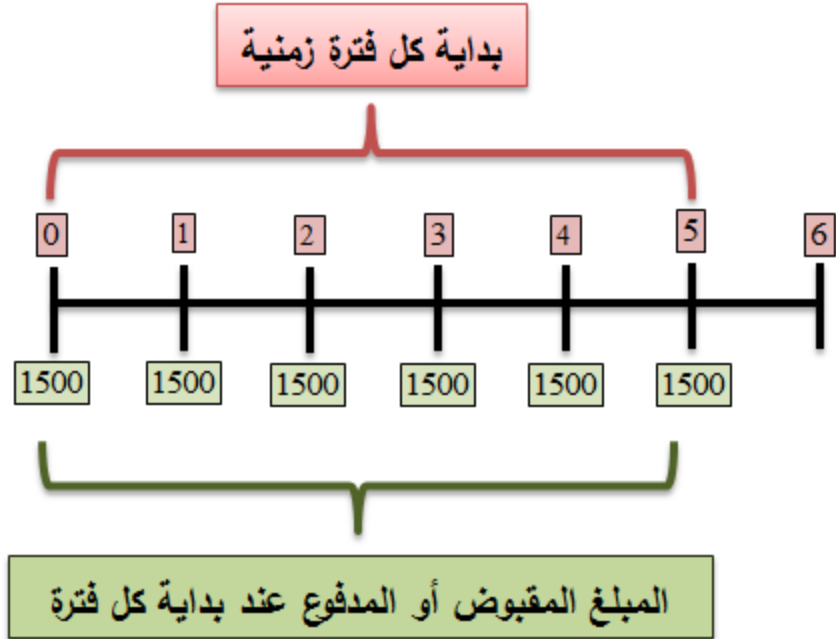 بداية كل فترة زمنية
0 1 2 3 4 5 6
1500 1500 1500 1500 1500 1500
المبلغ المقبوض أو المدفوع عند بداية كل فترة